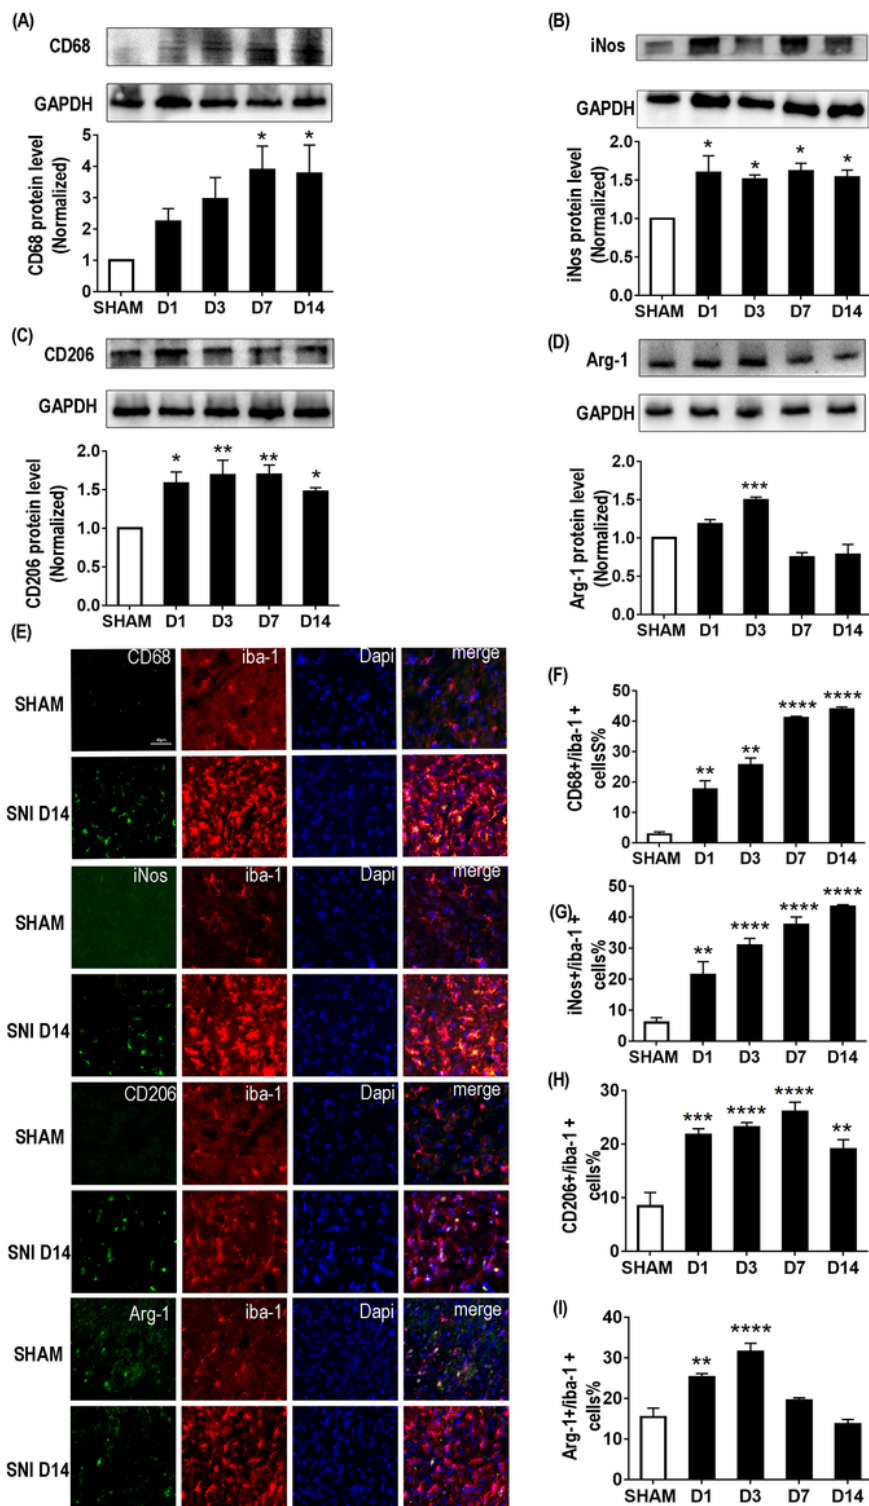 (A)
CD68
GAPDH
CD68 protein level
(Normalized)
5
4
3
2
1
0
* *
SHAM D1 D3 D7 D14
(B)
iNos
GAPDH
iNos protein level
(Normalized)
2.0
1.5
1.0
0.5
0.0
* * * *
SHAM D1 D3 D7 D14
(C)
CD206
GAPDH
CD206 protein level
(Normalized)
2.0
1.5
1.0
0.5
0.0
* ** ** *
SHAM D1 D3 D7 D14
(D)
Arg-1
GAPDH
Arg-1 protein level
(Normalized)
2.0
1.5
1.0
0.5
0.0
***
SHAM D1 D3 D7 D14
(E)
CD68 iba-1 Dapi merge
SHAM
SNI D14
iNos iba-1 Dapi merge
SHAM
SNI D14
CD206 iba-1 Dapi merge
SHAM
SNI D14
Arg-1 iba-1 Dapi merge
SHAM
SNI D14
(F)
CD68+/iba-1 +
cellsS%
50
40
30
20
10
0
** ** **** ****
SHAM D1 D3 D7 D14
(G)
iNos+/iba-1 +
cells%
50
40
30
20
10
0
** **** **** ****
SHAM D1 D3 D7 D14
(H)
CD206+/iba-1 +
cells%
30
20
10
0
*** **** **** **
SHAM D1 D3 D7 D14
(I)
Arg-1+/iba-1 +
cells%
40
30
20
10
0
** ****
SHAM D1 D3 D7 D14